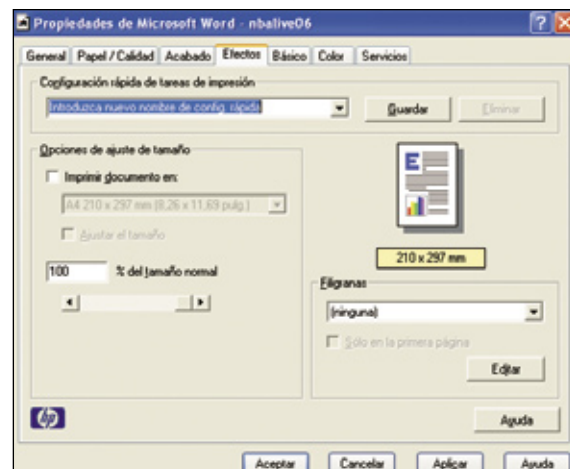 Propiedades de Microsoft Word - nbalive06
General Papel / Calidad Acabado Efectos Básico Color Servicios
Configuración rápida de tareas de impresión
Introduzca nuevo nombre de config. rápida
Guardar
Eliminar
Opciones de ajuste de tamaño
Imprimir documento en:
A4 210 x 297 mm (8,26 x 11,69 pulg.)
Ajustar el tamaño
100 % del tamaño normal
E
210 x 297 mm
Filigranas
(ninguna)
Sólo en la primera página
Editar
hp
Ayuda
Aceptar Cancelar Aplicar Ayuda